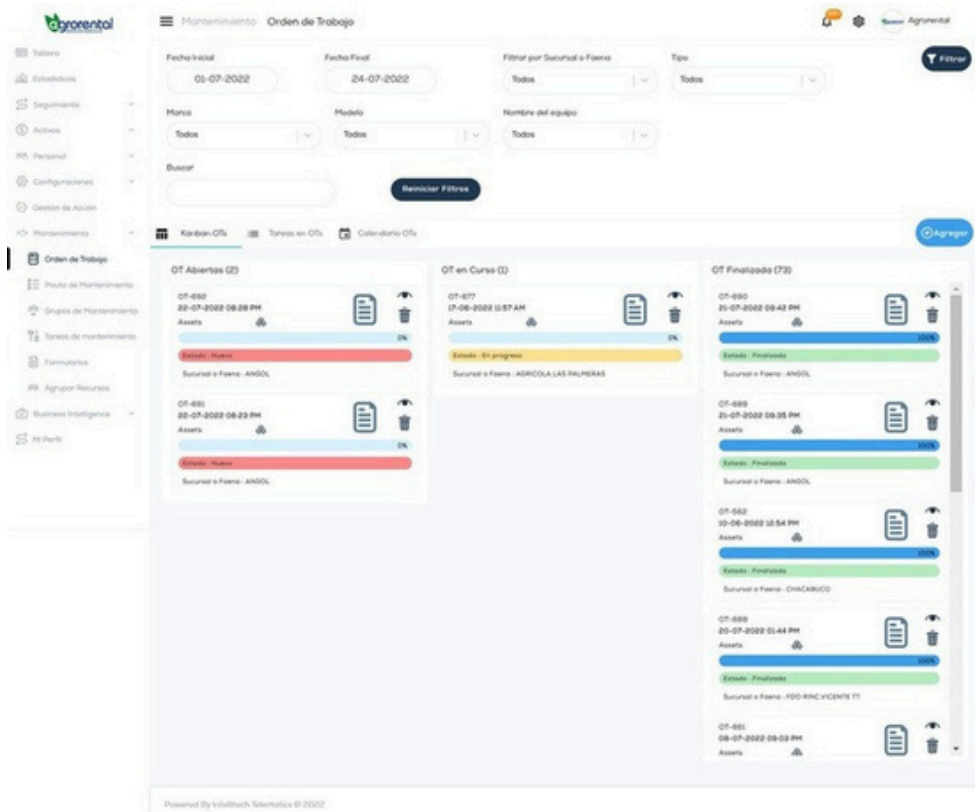 agrorental
Mantenimiento Orden de Trabajo
Agrorental
Tablero
Estadísticas
Seguimiento
Activos
Personal
Configuraciones
Gestión de Acción
Mantenimiento
Orden de Trabajo
Pauta de Mantenimiento
Grupos de Mantenimiento
Tareas de mantenimiento
Formularios
Agrupar Recursos
Business Intelligence
Mi Perfil
Fecha Inicial Fecha Final Filtrar por Sucursal o Faena Tipo
01-07-2022 24-07-2022 Todos Todos
Filtrar
Marca Modelo Nombre del equipo
Todos Todos Todos
Buscar
Reiniciar Filtros
Kanban OTs Tareas en OTs Calendario OTs
Agregar
OT Abiertas (2)
OT-692
22-07-2022 08:28 PM
Assets
0%
Estado : Nuevo
Sucursal o Faena : ANGOL
OT-691
22-07-2022 08:23 PM
Assets
0%
Estado : Nuevo
Sucursal o Faena : ANGOL
OT en Curso (1)
OT-677
17-06-2022 11:57 AM
Assets
0%
Estado : En progreso
Sucursal o Faena : AGRICOLA LAS PALMERAS
OT Finalizada (73)
OT-690
21-07-2022 09:42 PM
Assets
100%
Estado : Finalizada
Sucursal o Faena : ANGOL
OT-689
21-07-2022 09:35 PM
Assets
100%
Estado : Finalizada
Sucursal o Faena : ANGOL
OT-562
10-06-2022 12:54 PM
Assets
100%
Estado : Finalizada
Sucursal o Faena : CHACABUCO
OT-688
20-07-2022 01:44 PM
Assets
100%
Estado : Finalizada
Sucursal o Faena : FDO RINC VICENTE TT
OT-661
08-07-2022 09:03 PM
Assets
Powered By Intellitech Telematics © 2022